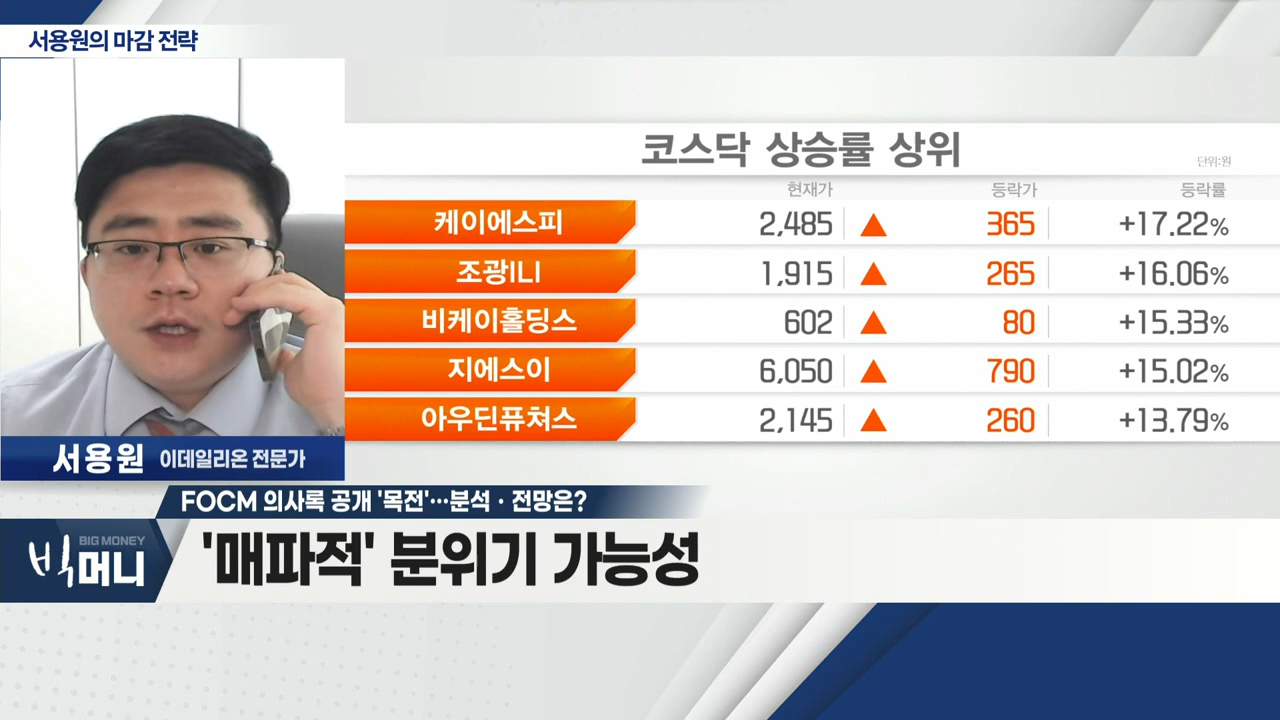 서용원의 마감 전략
코스닥 상승률 상위
단위:원
현재가 등락가 등락률
케이에스피 2,485 ▲ 365 +17.22%
조광ILI 1,915 ▲ 265 +16.06%
비케이홀딩스 602 ▲ 80 +15.33%
지에스이 6,050 ▲ 790 +15.02%
아우딘퓨쳐스 2,145 ▲ 260 +13.79%
서용원 이데일리온 전문가
FOCM 의사록 공개 '목전'…분석·전망은?
BIG MONEY
빅머니
'매파적' 분위기 가능성